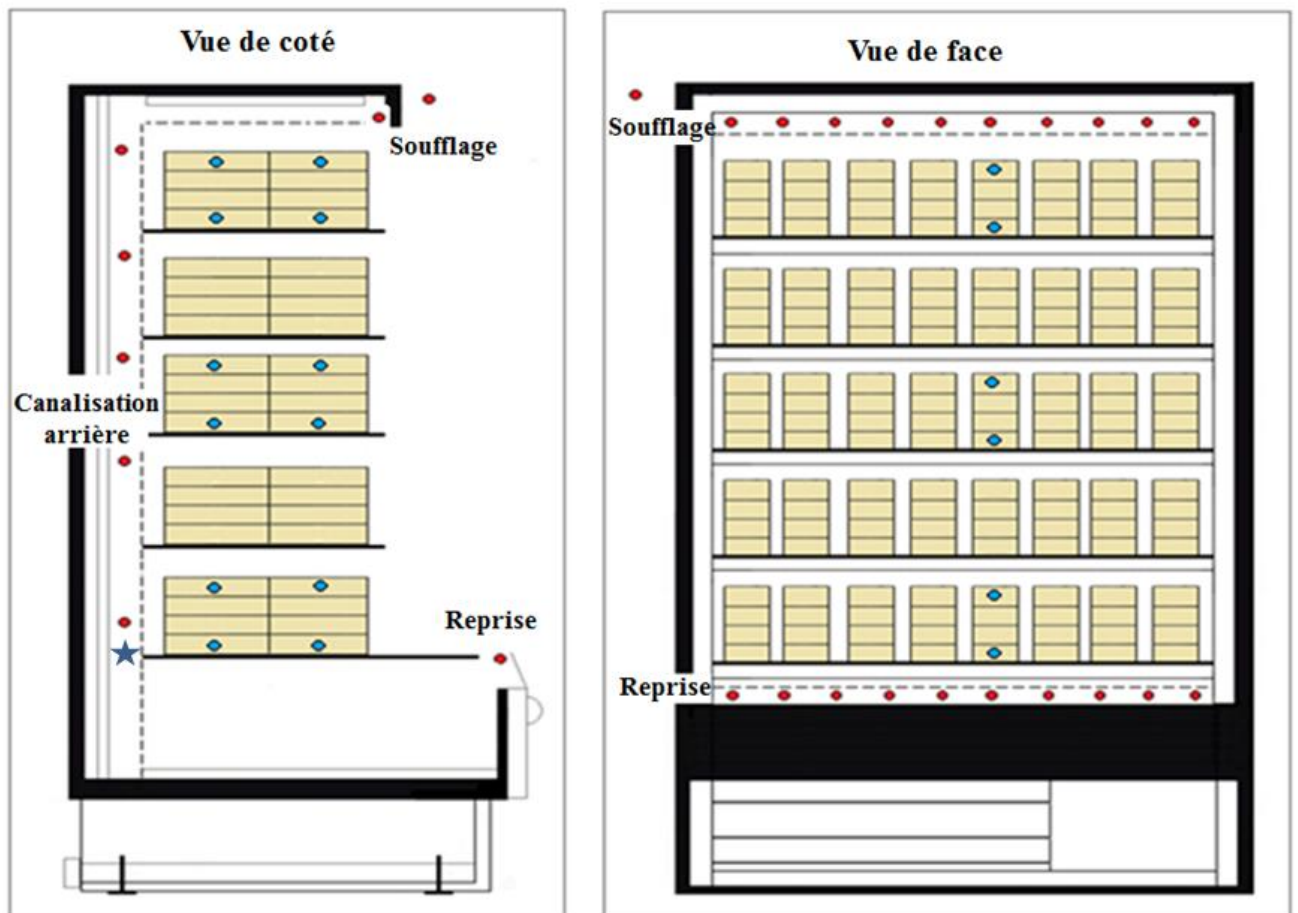 Vue de coté
Soufflage
Canalisation
arrière
Reprise
Vue de face
Soufflage
Reprise